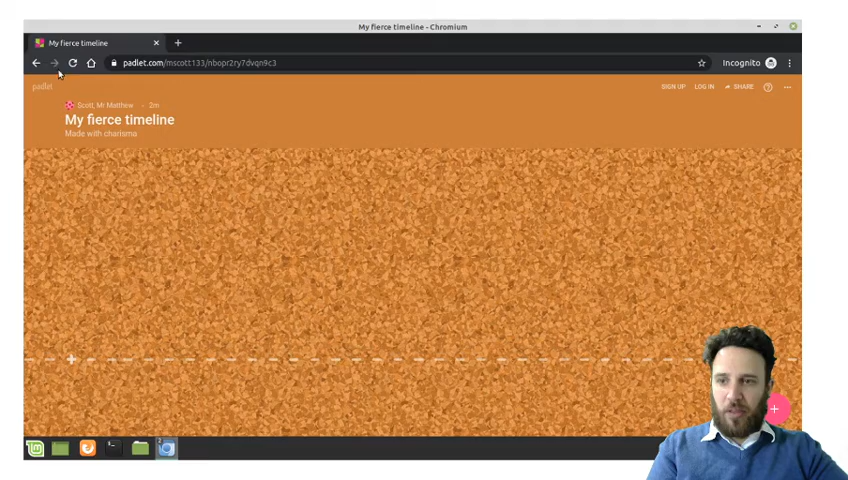 My fierce timeline - Chromium
My fierce timeline
padlet.com/mscott133/nbopr2ry7dvqn9c3
Incognito
padlet
SIGN UP LOG IN SHARE
Scott, Mr Matthew 2m
My fierce timeline
Made with charisma
2